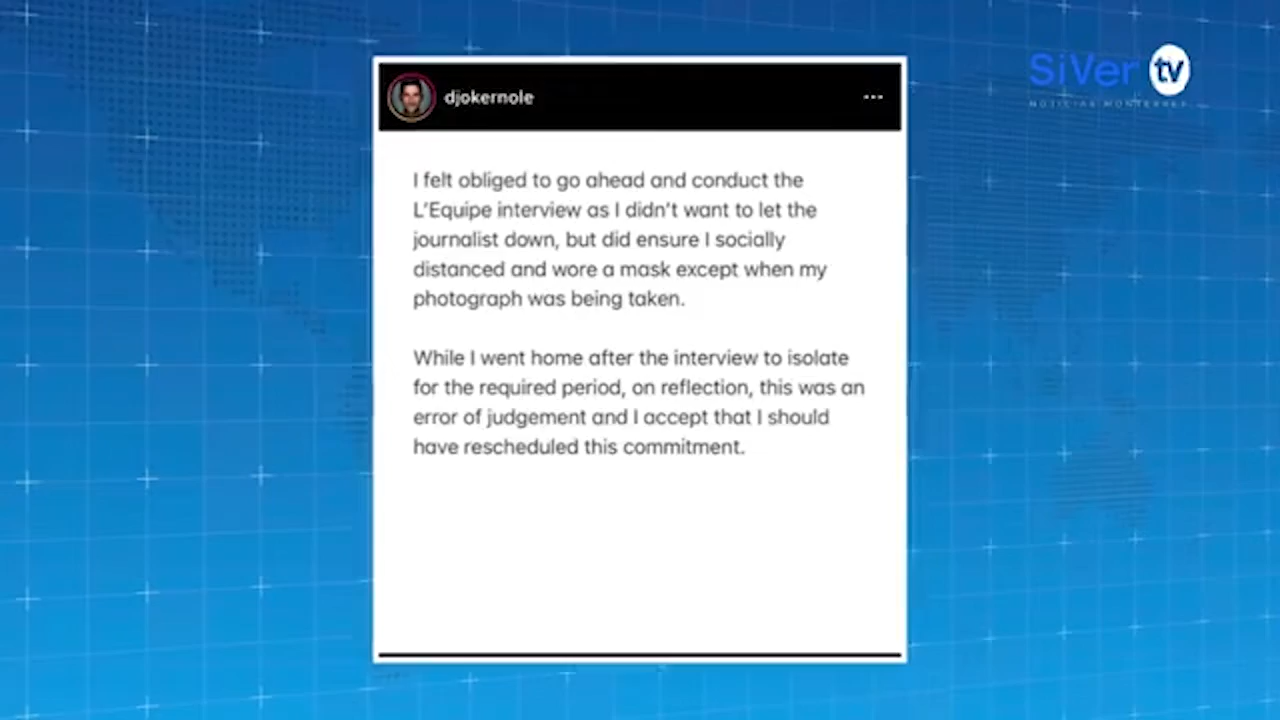 SiVer tv
NOTICIAS MONTERREY
djokernole
I felt obliged to go ahead and conduct the
L'Equipe interview as I didn't want to let the
journalist down, but did ensure I socially
distanced and wore a mask except when my
photograph was being taken.
While I went home after the interview to isolate
for the required period, on reflection, this was an
error of judgement and I accept that I should
have rescheduled this commitment.